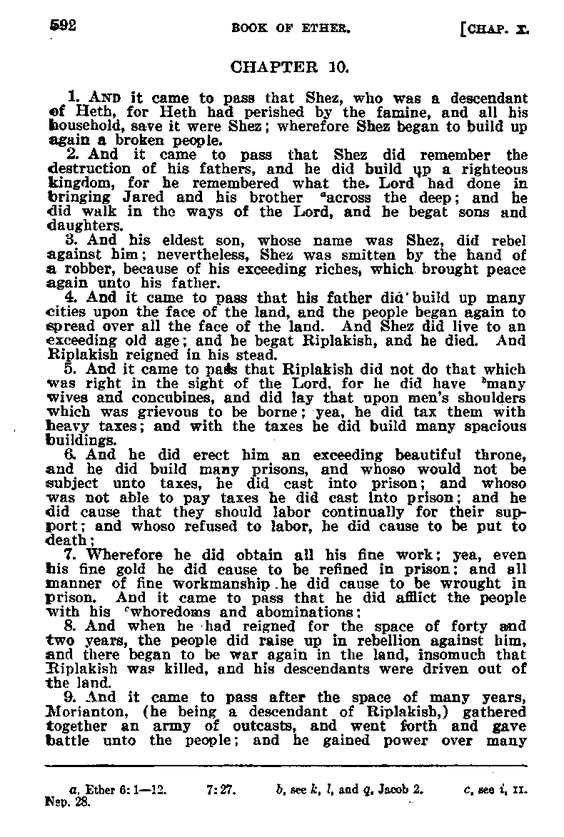 592 BOOK OF ETHER. [CHAP. X.
CHAPTER 10.
1. AND it came to pass that Shez, who was a descendant
of Heth, for Heth had perished by the famine, and all his
household, save it were Shez; wherefore Shez began to build up
again a broken people.
2. And it came to pass that Shez did remember the
destruction of his fathers, and he did build up a righteous
kingdom, for he remembered what the. Lord had done in
bringing Jared and his brother ᵃacross the deep; and he
did walk in the ways of the Lord, and he begat sons and
daughters.
3. And his eldest son, whose name was Shez, did rebel
against him; nevertheless, Shez was smitten by the hand of
a robber, because of his exceeding riches, which brought peace
again unto his father.
4. And it came to pass that his father did build up many
cities upon the face of the land, and the people began again to
spread over all the face of the land. And Shez did live to an
exceeding old age; and he begat Riplakish, and he died. And
Riplakish reigned in his stead.
5. And it came to pass that Riplakish did not do that which
was right in the sight of the Lord, for he did have ᵇmany
wives and concubines, and did lay that upon men's shoulders
which was grievous to be borne; yea, he did tax them with
heavy taxes; and with the taxes he did build many spacious
buildings.
6. And he did erect him an exceeding beautiful throne,
and he did build many prisons, and whoso would not be
subject unto taxes, he did cast into prison; and whoso
was not able to pay taxes he did cast into prison; and he
did cause that they should labor continually for their sup-
port; and whoso refused to labor, he did cause to be put to
death;
7. Wherefore he did obtain all his fine work; yea, even
his fine gold he did cause to be refined in prison; and all
manner of fine workmanship he did cause to be wrought in
prison. And it came to pass that he did afflict the people
with his ᶜwhoredoms and abominations;
8. And when he had reigned for the space of forty and
two years, the people did raise up in rebellion against him,
and there began to be war again in the land, insomuch that
Riplakish was killed, and his descendants were driven out of
the land.
9. And it came to pass after the space of many years,
Morianton, (he being a descendant of Riplakish,) gathered
together an army of outcasts, and went forth and gave
battle unto the people; and he gained power over many
a, Ether 6: 1—12. 7: 27. b, see k, l, and q, Jacob 2. c, see i, II.
Nep. 28.